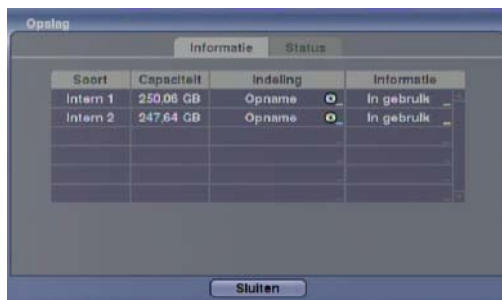 Opslag
Informatie Status
Soort Capaciteit Indeling Informatie
Intern 1 250,06 GB Opname In gebruik
Intern 2 247,64 GB Opname In gebruik
Sluiten